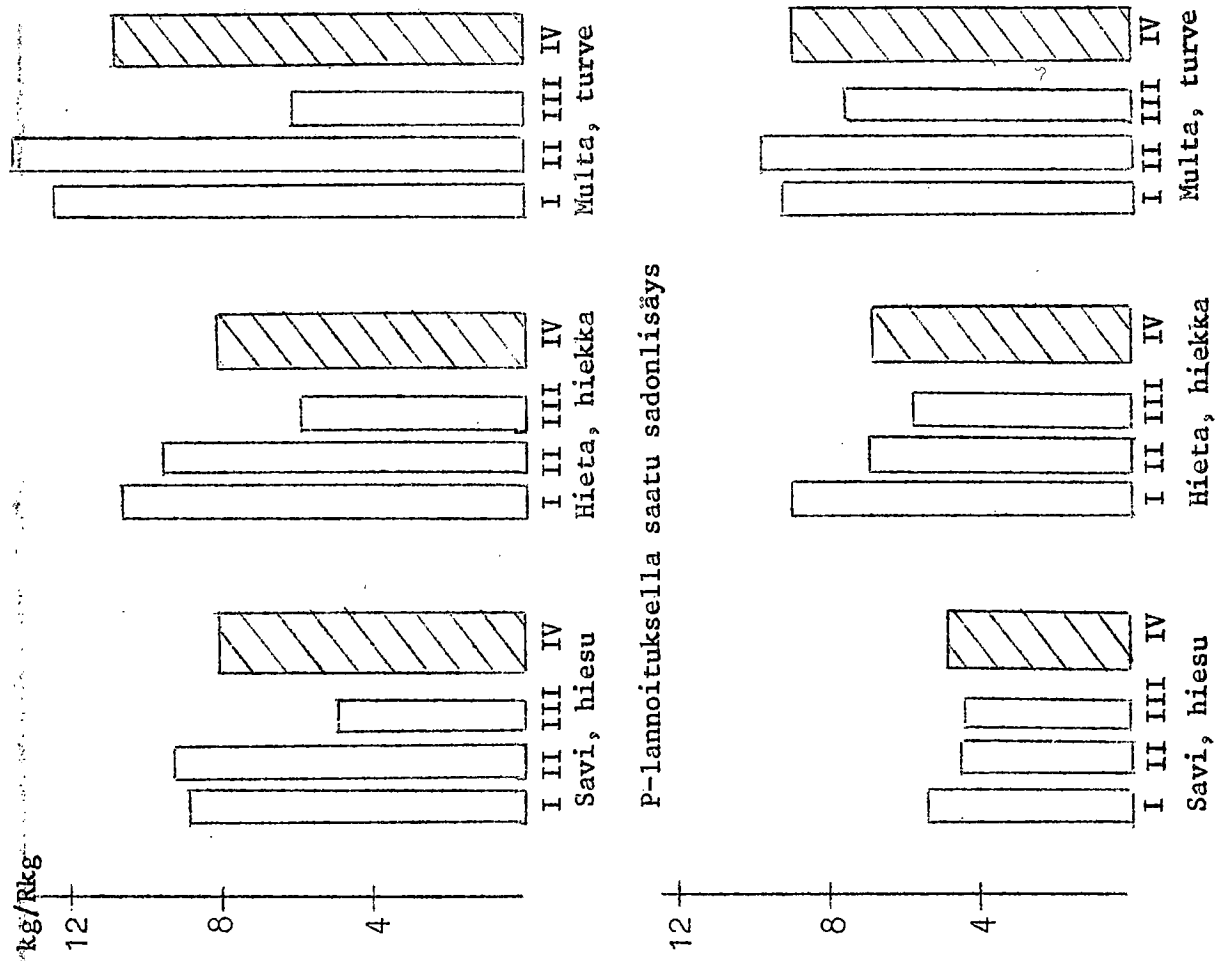 kg/Rkg
12
8
4
I II III IV I II III IV I II III IV
Savi, hiesu Hieta, hiekka Multa, turve
P-lannoituksella saatu sadonlisäys
12
8
4
I II III IV I II III IV I II III IV
Savi, hiesu Hieta, hiekka Multa, turve